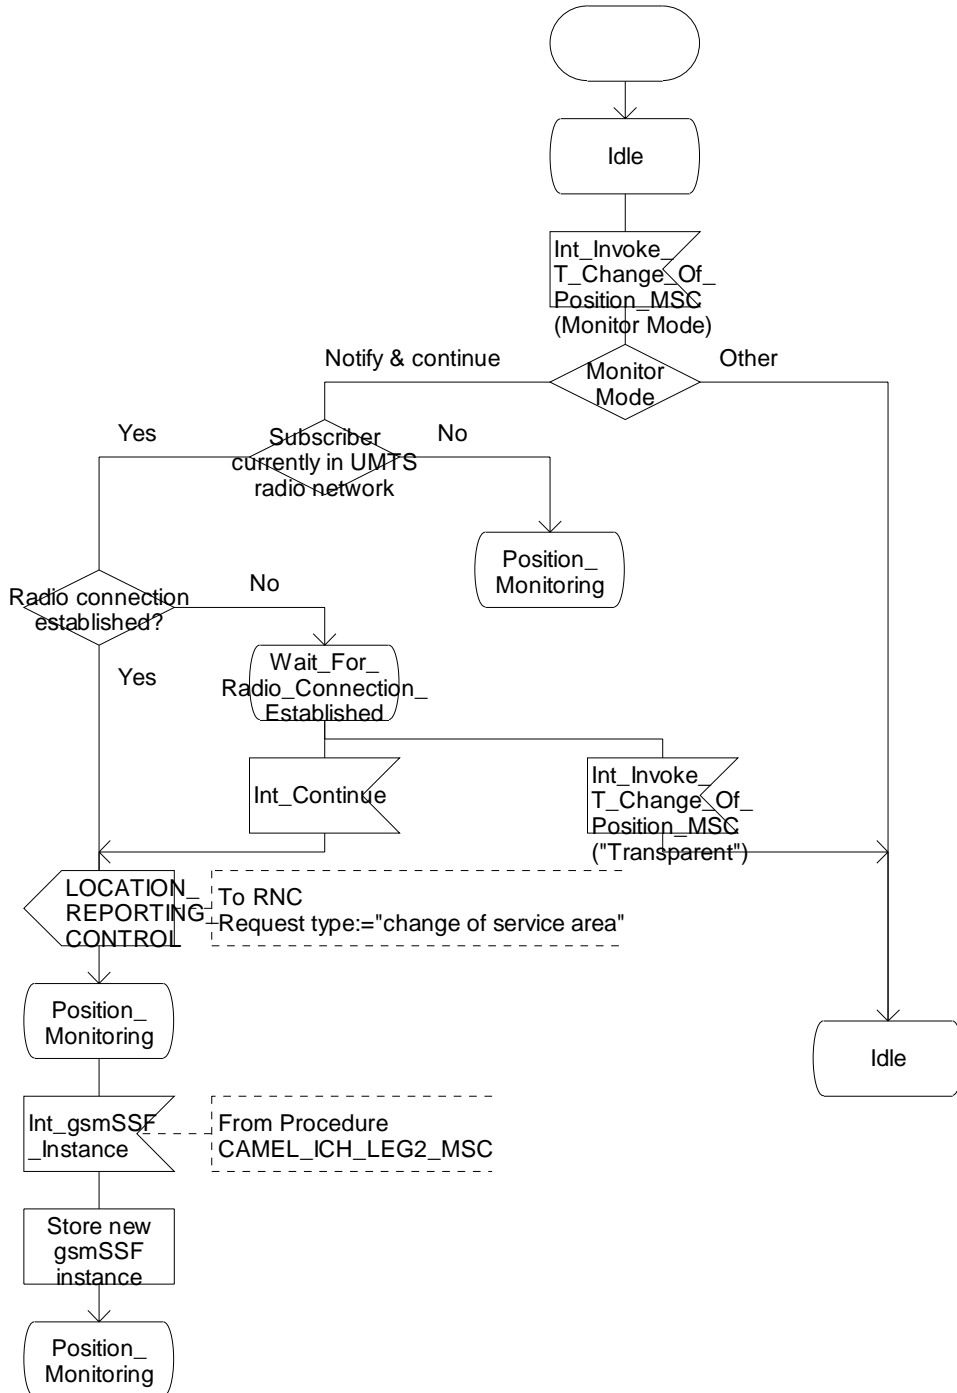 Idle
Int_Invoke_
T_Change_Of_
Position_MSC
(Monitor Mode)
Notify & continue
Monitor
Mode
Other
Yes
Subscriber
currently in UMTS
radio network
No
Position_
Monitoring
Radio connection
established?
No
Yes
Wait_For_
Radio_Connection_
Established
Int_Continue
Int_Invoke_
T_Change_Of_
Position_MSC
("Transparent")
LOCATION_
REPORTING_
CONTROL
To RNC
Request type:="change of service area"
Position_
Monitoring
Idle
Int_gsmSSF
_Instance
From Procedure
CAMEL_ICH_LEG2_MSC
Store new
gsmSSF
instance
Position_
Monitoring